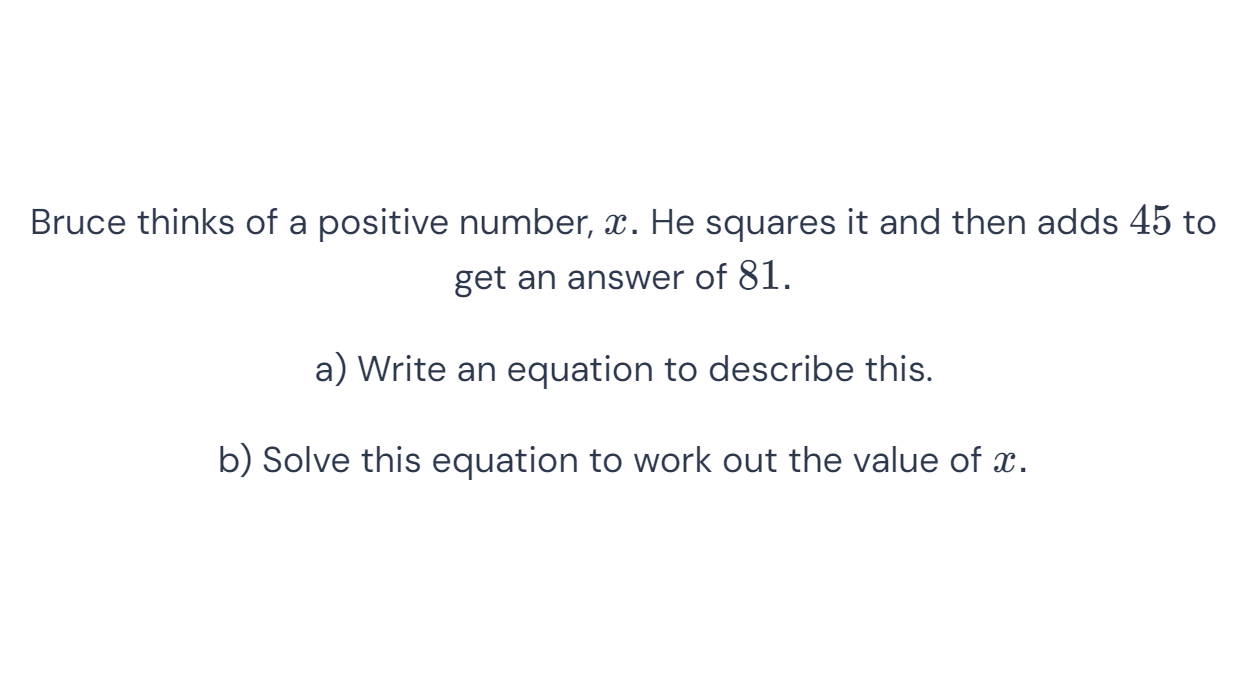 Bruce thinks of a positive number, x. He squares it and then adds 45 to
get an answer of 81.
a) Write an equation to describe this.
b) Solve this equation to work out the value of x.